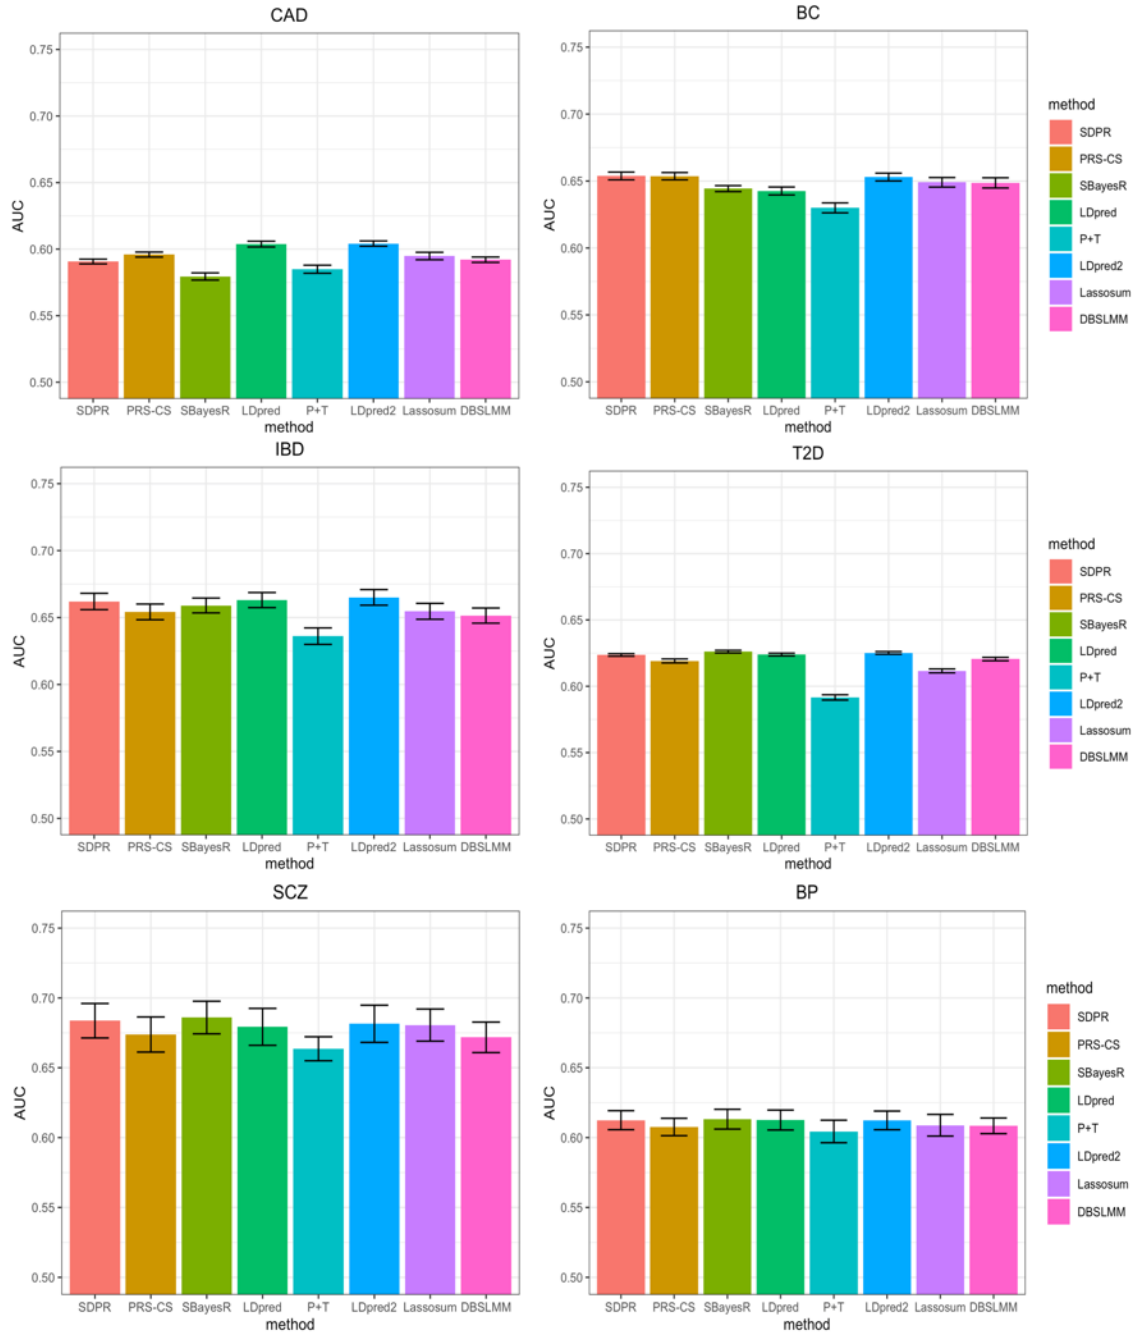 CAD
0.75
0.70
0.65
0.60
0.55
0.50
AUC
SDPR PRS-CS SBayesR LDpred P+T LDpred2 Lassosum DBSLMM
method
BC
0.75
0.70
0.65
0.60
0.55
0.50
AUC
SDPR PRS-CS SBayesR LDpred P+T LDpred2 Lassosum DBSLMM
method
method
SDPR
PRS-CS
SBayesR
LDpred
P+T
LDpred2
Lassosum
DBSLMM
IBD
0.75
0.70
0.65
0.60
0.55
0.50
AUC
SDPR PRS-CS SBayesR LDpred P+T LDpred2 Lassosum DBSLMM
method
T2D
0.75
0.70
0.65
0.60
0.55
0.50
AUC
SDPR PRS-CS SBayesR LDpred P+T LDpred2 Lassosum DBSLMM
method
method
SDPR
PRS-CS
SBayesR
LDpred
P+T
LDpred2
Lassosum
DBSLMM
SCZ
0.75
0.70
0.65
0.60
0.55
0.50
AUC
SDPR PRS-CS SBayesR LDpred P+T LDpred2 Lassosum DBSLMM
method
BP
0.75
0.70
0.65
0.60
0.55
0.50
AUC
SDPR PRS-CS SBayesR LDpred P+T LDpred2 Lassosum DBSLMM
method
method
SDPR
PRS-CS
SBayesR
LDpred
P+T
LDpred2
Lassosum
DBSLMM